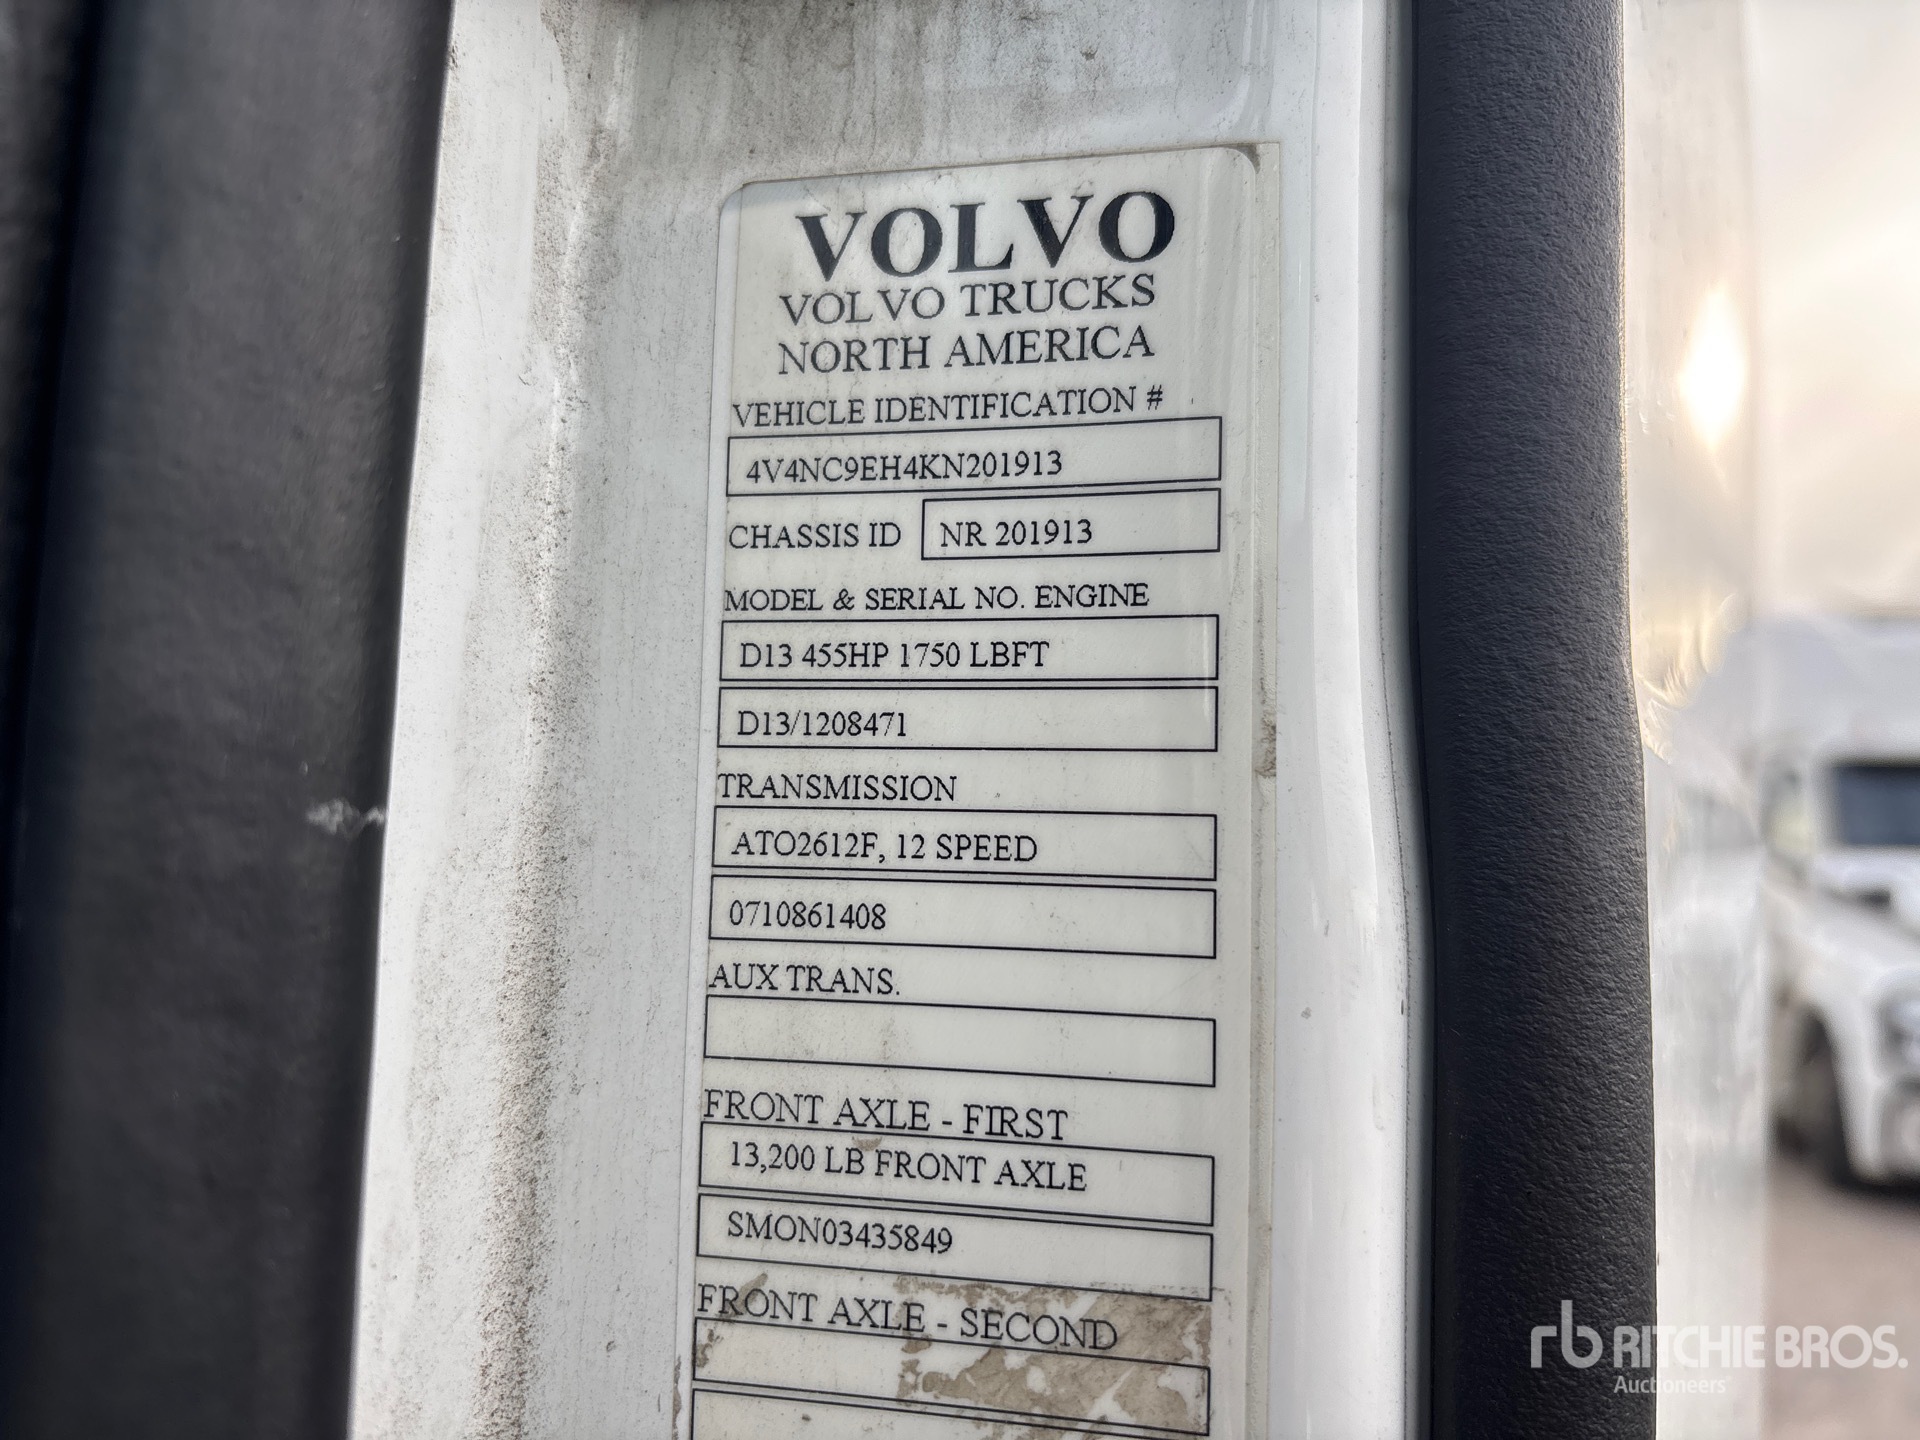 VOLVO
VOLVO TRUCKS
NORTH AMERICA
VEHICLE IDENTIFICATION #
4V4NC9EH4KN201913
CHASSIS ID NR 201913
MODEL & SERIAL NO. ENGINE
D13 455HP 1750 LBFT
D13/1208471
TRANSMISSION
ATO2612F, 12 SPEED
0710861408
AUX TRANS.
FRONT AXLE - FIRST
13,200 LB FRONT AXLE
SMON03435849
FRONT AXLE - SECOND
rb RITCHIE BROS.
Auctioneers